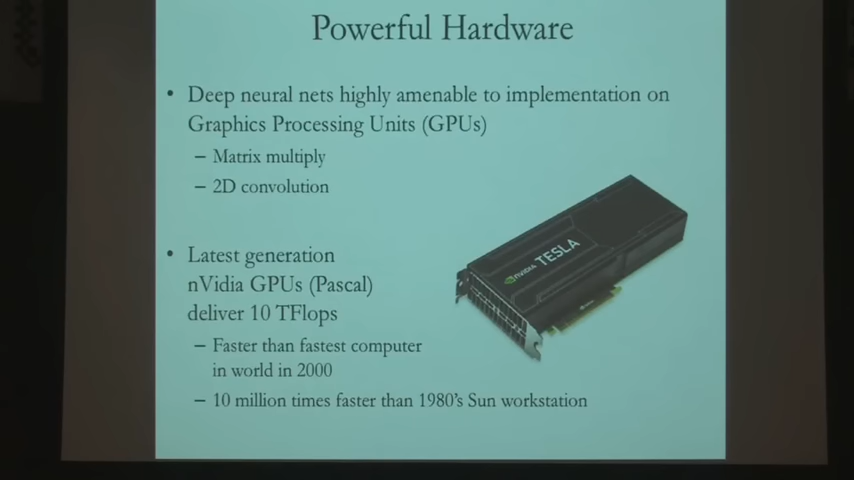 Powerful Hardware
• Deep neural nets highly amenable to implementation on
Graphics Processing Units (GPUs)
– Matrix multiply
– 2D convolution
• Latest generation
nVidia GPUs (Pascal)
deliver 10 TFlops
– Faster than fastest computer
in world in 2000
– 10 million times faster than 1980's Sun workstation
NVIDIA TESLA